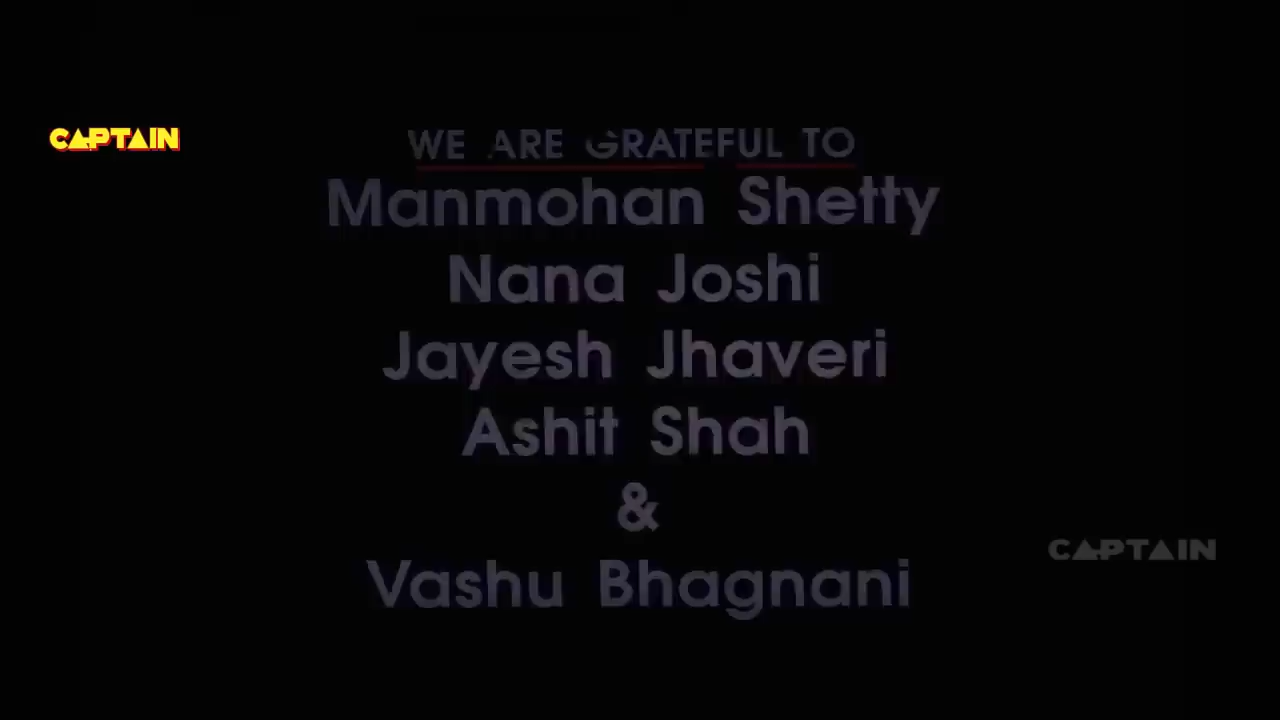 CAPTAIN
WE ARE GRATEFUL TO
Manmohan Shetty
Nana Joshi
Jayesh Jhaveri
Ashit Shah
&
Vashu Bhagnani
CAPTAIN